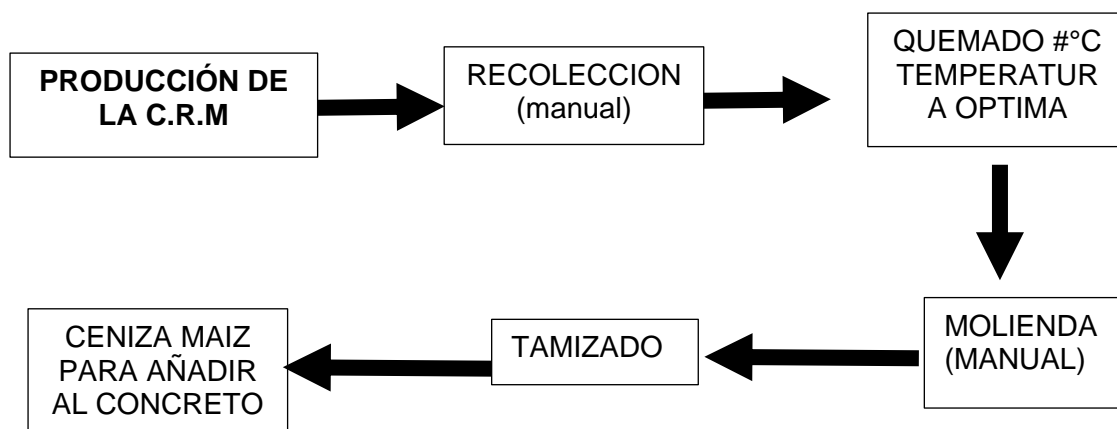 PRODUCCIÓN DE
LA C.R.M
RECOLECCION
(manual)
QUEMADO #°C
TEMPERATUR
A OPTIMA
MOLIENDA
(MANUAL)
TAMIZADO
CENIZA MAIZ
PARA AÑADIR
AL CONCRETO